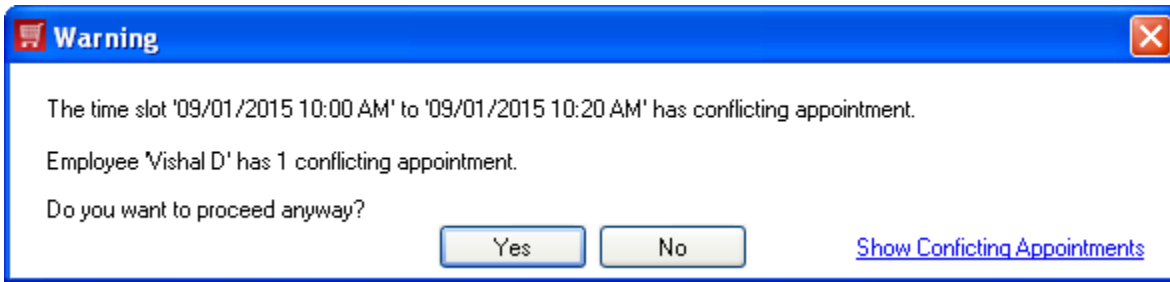 Warning
The time slot '09/01/2015 10:00 AM' to '09/01/2015 10:20 AM' has conflicting appointment.
Employee 'Vishal D' has 1 conflicting appointment.
Do you want to proceed anyway?
Yes No Show Conficting Appointments